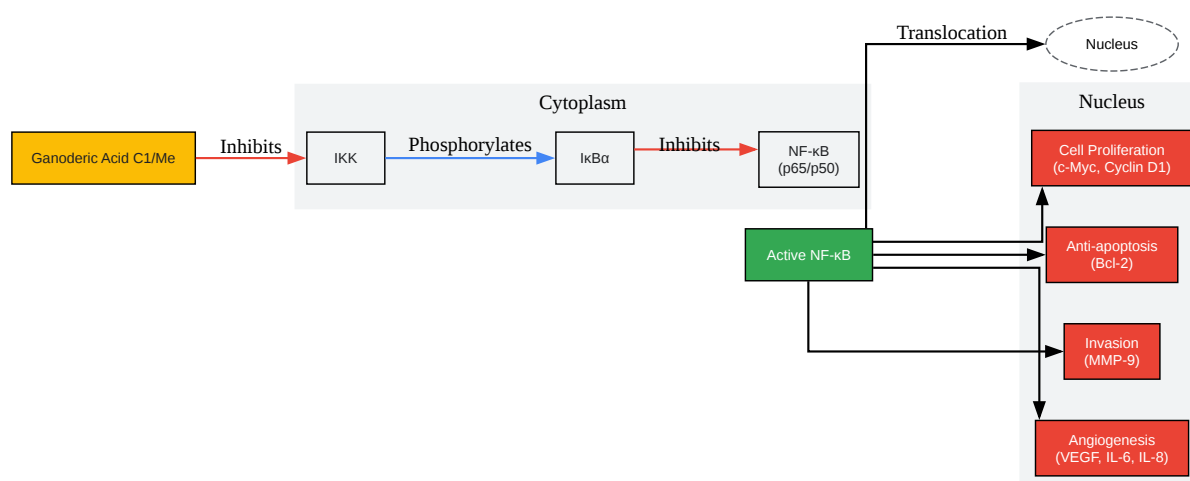 Translocation
Nucleus
Cytoplasm
Nucleus
Ganoderic Acid C1/Me
Inhibits
IKK
Phosphorylates
IκBα
Inhibits
NF-κB
(p65/p50)
Cell Proliferation
(c-Myc, Cyclin D1)
Active NF-κB
Anti-apoptosis
(Bcl-2)
Invasion
(MMP-9)
Angiogenesis
(VEGF, IL-6, IL-8)